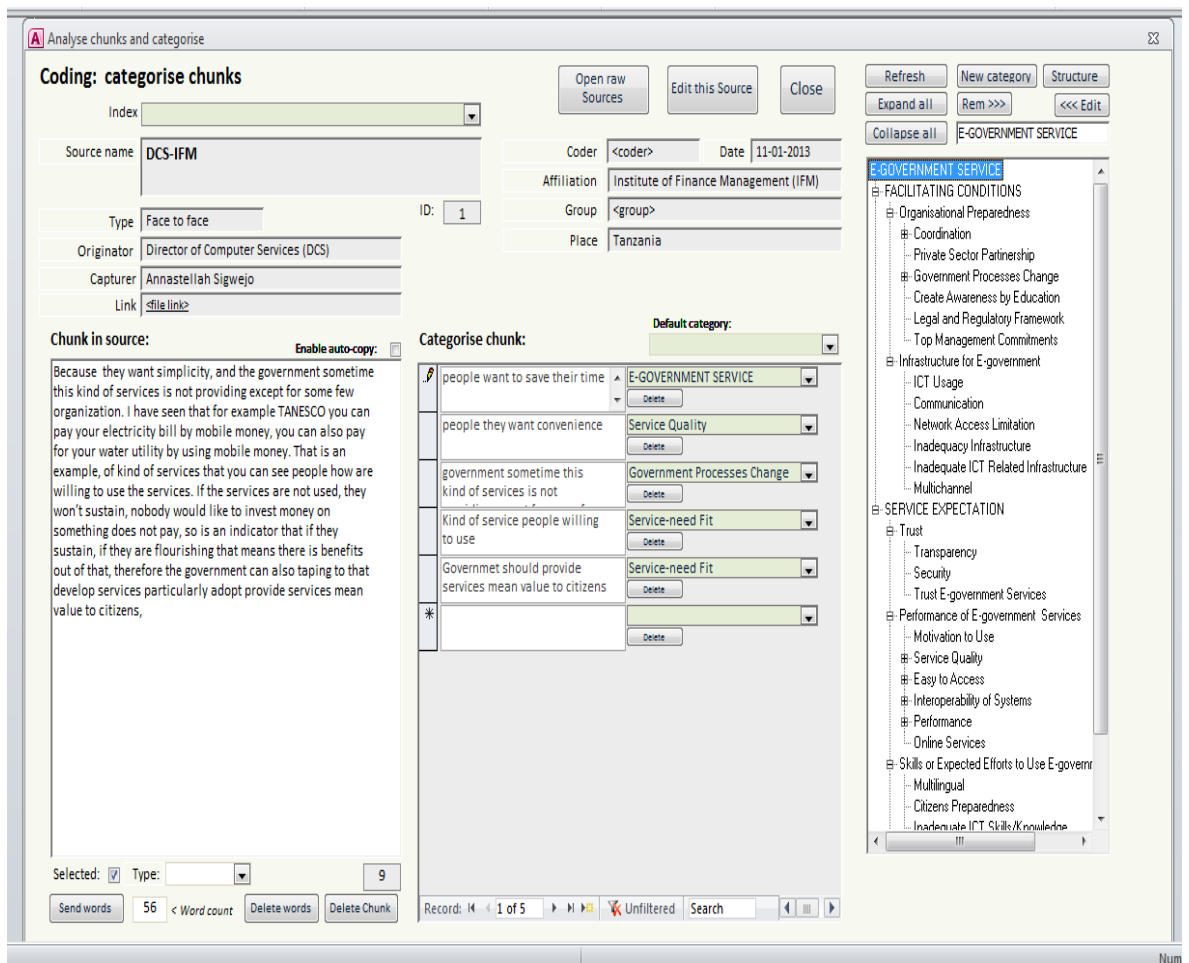 Analyse chunks and categorise
Coding: categorise chunks
Open raw Sources
Edit this Source
Close
Refresh
New category
Structure
Expand all
Rem >>>
<<< Edit
Collapse all
E-GOVERNMENT SERVICE
Index
Source name DCS-IFM
Coder <coder>
Date 11-01-2013
Affiliation Institute of Finance Management (IFM)
ID: 1
Group <group>
Type Face to face
Place Tanzania
Originator Director of Computer Services (DCS)
Capturer Annastellah Sigwejo
Link <file link>
Chunk in source:
Enable auto-copy:
Because they want simplicity, and the government sometime
this kind of services is not providing except for some few
organization. I have seen that for example TANESCO you can
pay your electricity bill by mobile money, you can also pay
for your water utility by using mobile money. That is an
example, of kind of services that you can see people how are
willing to use the services. If the services are not used, they
won't sustain, nobody would like to invest money on
something does not pay, so is an indicator that if they
sustain, if they are flourishing that means there is benefits
out of that, therefore the government can also taping to that
develop services particularly adopt provide services mean
value to citizens,
Selected:
Type:
9
Send words
56
< Word count
Delete words
Delete Chunk
Categorise chunk:
Default category:
people want to save their time
E-GOVERNMENT SERVICE
Delete
people they want convenience
Service Quality
Delete
government sometime this
kind of services is not
Government Processes Change
Delete
Kind of service people willing
to use
Service-need Fit
Delete
Governmet should provide
services mean value to citizens
Service-need Fit
Delete
Delete
Record: 1 of 5
Unfiltered
Search
E-GOVERNMENT SERVICE
FACILITATING CONDITIONS
Organisational Preparedness
Coordination
Private Sector Partinership
Government Processes Change
Create Awareness by Education
Legal and Regulatory Framework
Top Management Commitments
Infrastructure for E-government
ICT Usage
Communication
Network Access Limitation
Inadequacy Infrastructure
Inadequate ICT Related Infrastructure
Multichannel
SERVICE EXPECTATION
Trust
Transparency
Security
Trust E-government Services
Performance of E-government Services
Motivation to Use
Service Quality
Easy to Access
Interoperability of Systems
Performance
Online Services
Skills or Expected Efforts to Use E-governr
Multilingual
Citizens Preparedness
Inadequate ICT Skills/Knowledge
Num